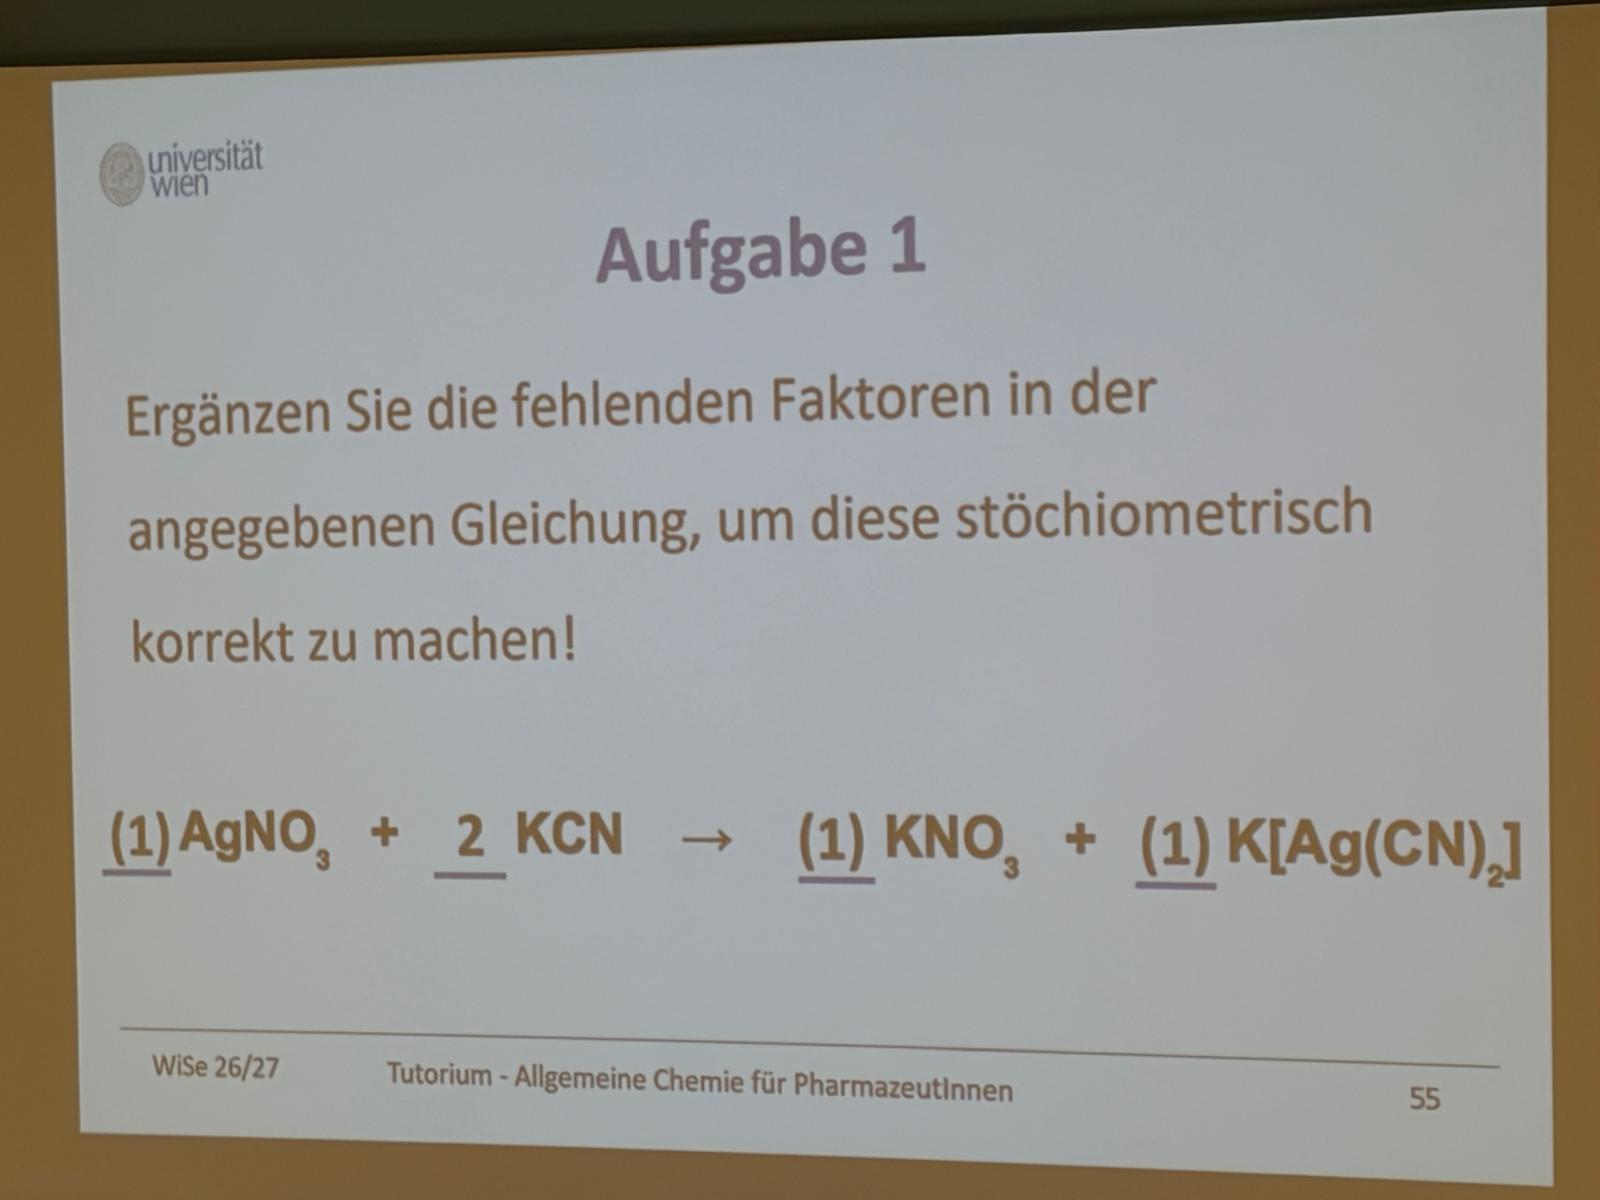 universität
wien
Aufgabe 1
Ergänzen Sie die fehlenden Faktoren in der
angegebenen Gleichung, um diese stöchiometrisch
korrekt zu machen!
(1) AgNO₃ + 2 KCN → (1) KNO₃ + (1) K[Ag(CN)₂]
WiSe 26/27 Tutorium - Allgemeine Chemie für PharmazeutInnen 55